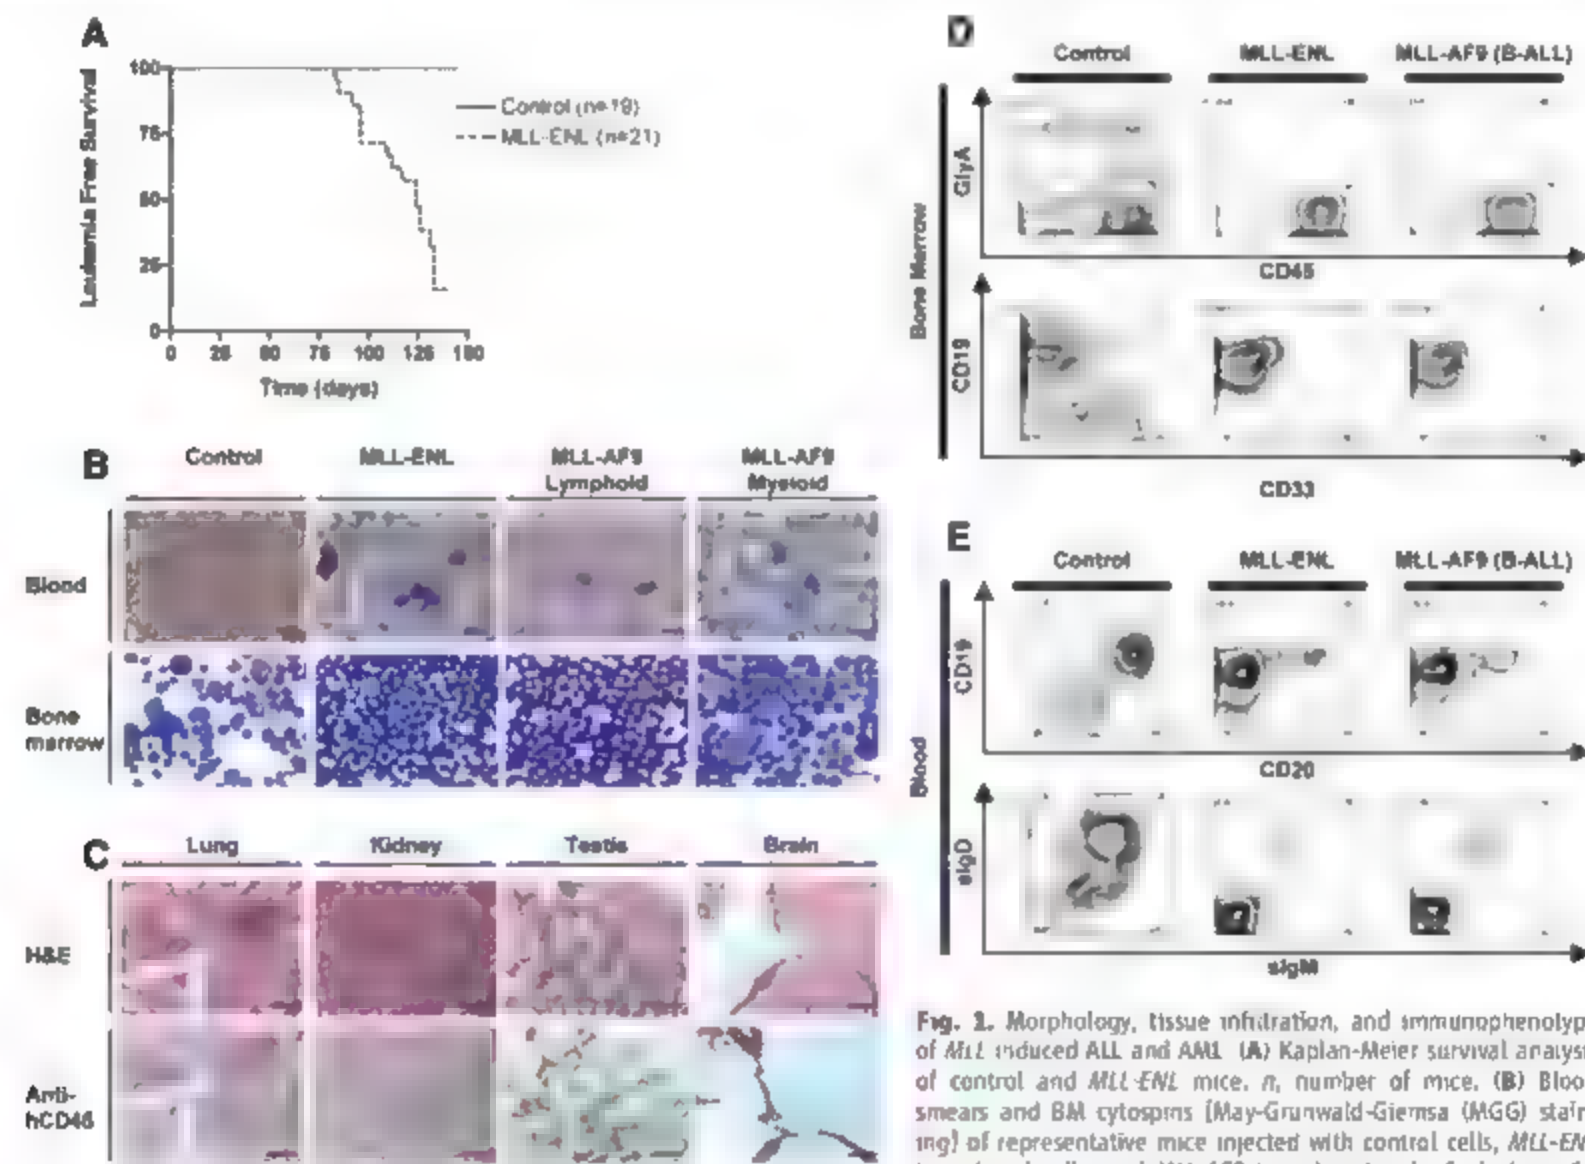 A
Leukemia Free Survival
100
75
50
25
0
0 25 50 75 100 125 150
Time (days)
Control (n=19)
MLL-ENL (n=21)
B
Control MLL-ENL MLL-AF9 Lymphoid MLL-AF9 Myeloid
Blood
Bone marrow
C
Lung Kidney Testis Brain
H&E
Anti-hCD45
D
Control MLL-ENL MLL-AF9 (B-ALL)
Bone Marrow
GlyA
CD45
CD19
CD33
E
Control MLL-ENL MLL-AF9 (B-ALL)
Blood
CD19
CD20
sIgD
sIgM
Fig. 1. Morphology, tissue infiltration, and immunophenotyp
of MLL induced ALL and AML (A) Kaplan-Meier survival analys
of control and MLL-ENL mice. n, number of mice. (B) Bloo
smears and BM cytospins [May-Grunwald-Giemsa (MGG) stain
ing] of representative mice injected with control cells, MLL-EN